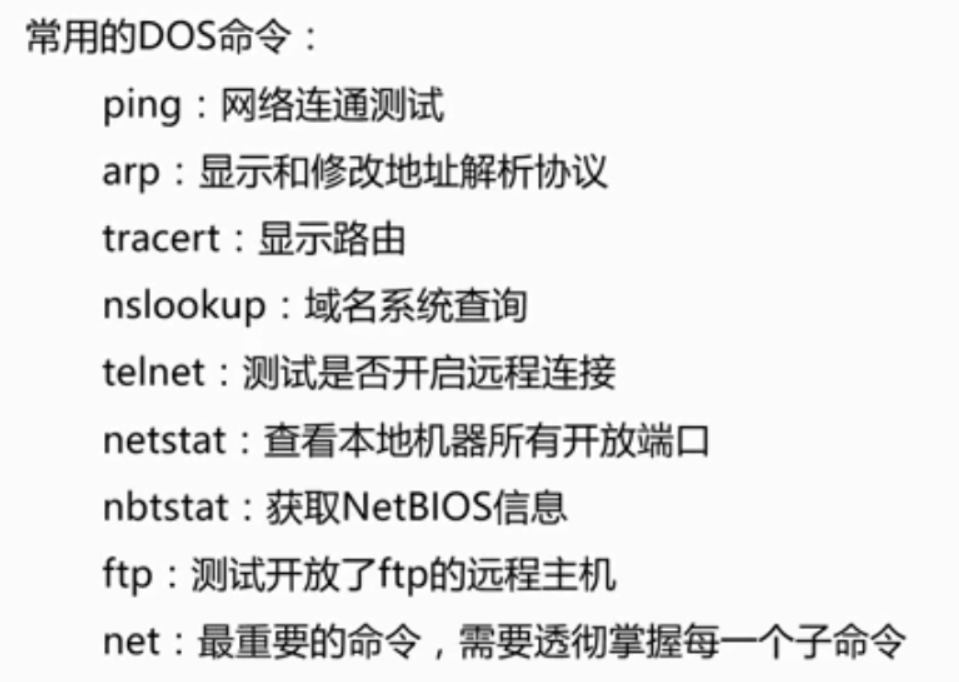 常用的DOS命令：
ping：网络连通测试
arp：显示和修改地址解析协议
tracert：显示路由
nslookup：域名系统查询
telnet：测试是否开启远程连接
netstat：查看本地机器所有开放端口
nbtstat：获取NetBIOS信息
ftp：测试开放了ftp的远程主机
net：最重要的命令，需要透彻掌握每一个子命令